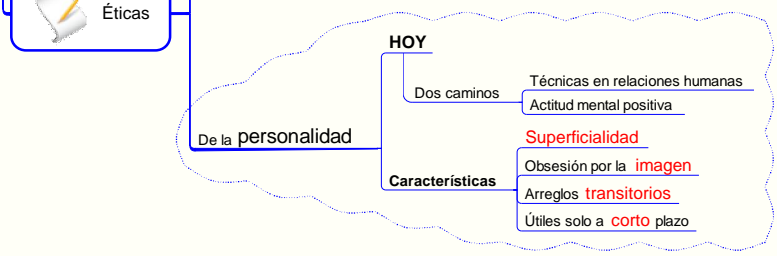 Éticas
De la personalidad
HOY
Dos caminos
Técnicas en relaciones humanas
Actitud mental positiva
Características
Superficialidad
Obsesión por la imagen
Arreglos transitorios
Útiles solo a corto plazo